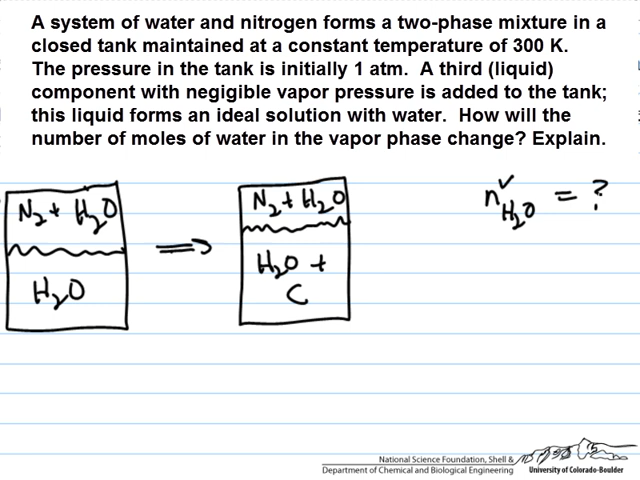 A system of water and nitrogen forms a two-phase mixture in a
closed tank maintained at a constant temperature of 300 K.
The pressure in the tank is initially 1 atm. A third (liquid)
component with negigible vapor pressure is added to the tank;
this liquid forms an ideal solution with water. How will the
number of moles of water in the vapor phase change? Explain.
N₂ + H₂O
H₂O
⇒
N₂ + H₂O
H₂O +
C
nᵛH₂O = ?
National Science Foundation, Shell &
Department of Chemical and Biological Engineering
University of Colorado-Boulder